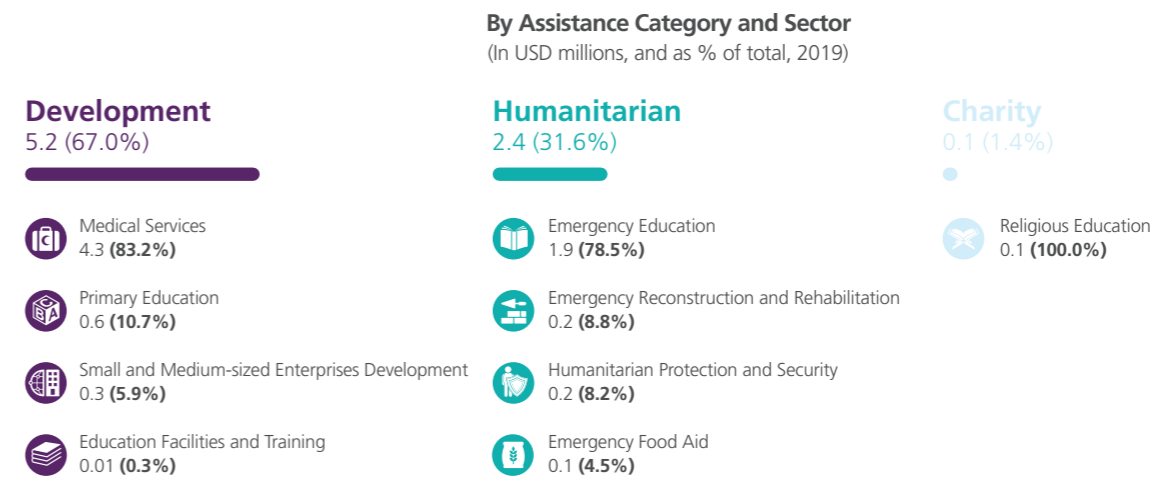 By Assistance Category and Sector
(In USD millions, and as % of total, 2019)
Development
5.2 (67.0%)
Medical Services
4.3 (83.2%)
Primary Education
0.6 (10.7%)
Small and Medium-sized Enterprises Development
0.3 (5.9%)
Education Facilities and Training
0.01 (0.3%)
Humanitarian
2.4 (31.6%)
Emergency Education
1.9 (78.5%)
Emergency Reconstruction and Rehabilitation
0.2 (8.8%)
Humanitarian Protection and Security
0.2 (8.2%)
Emergency Food Aid
0.1 (4.5%)
Charity
0.1 (1.4%)
Religious Education
0.1 (100.0%)